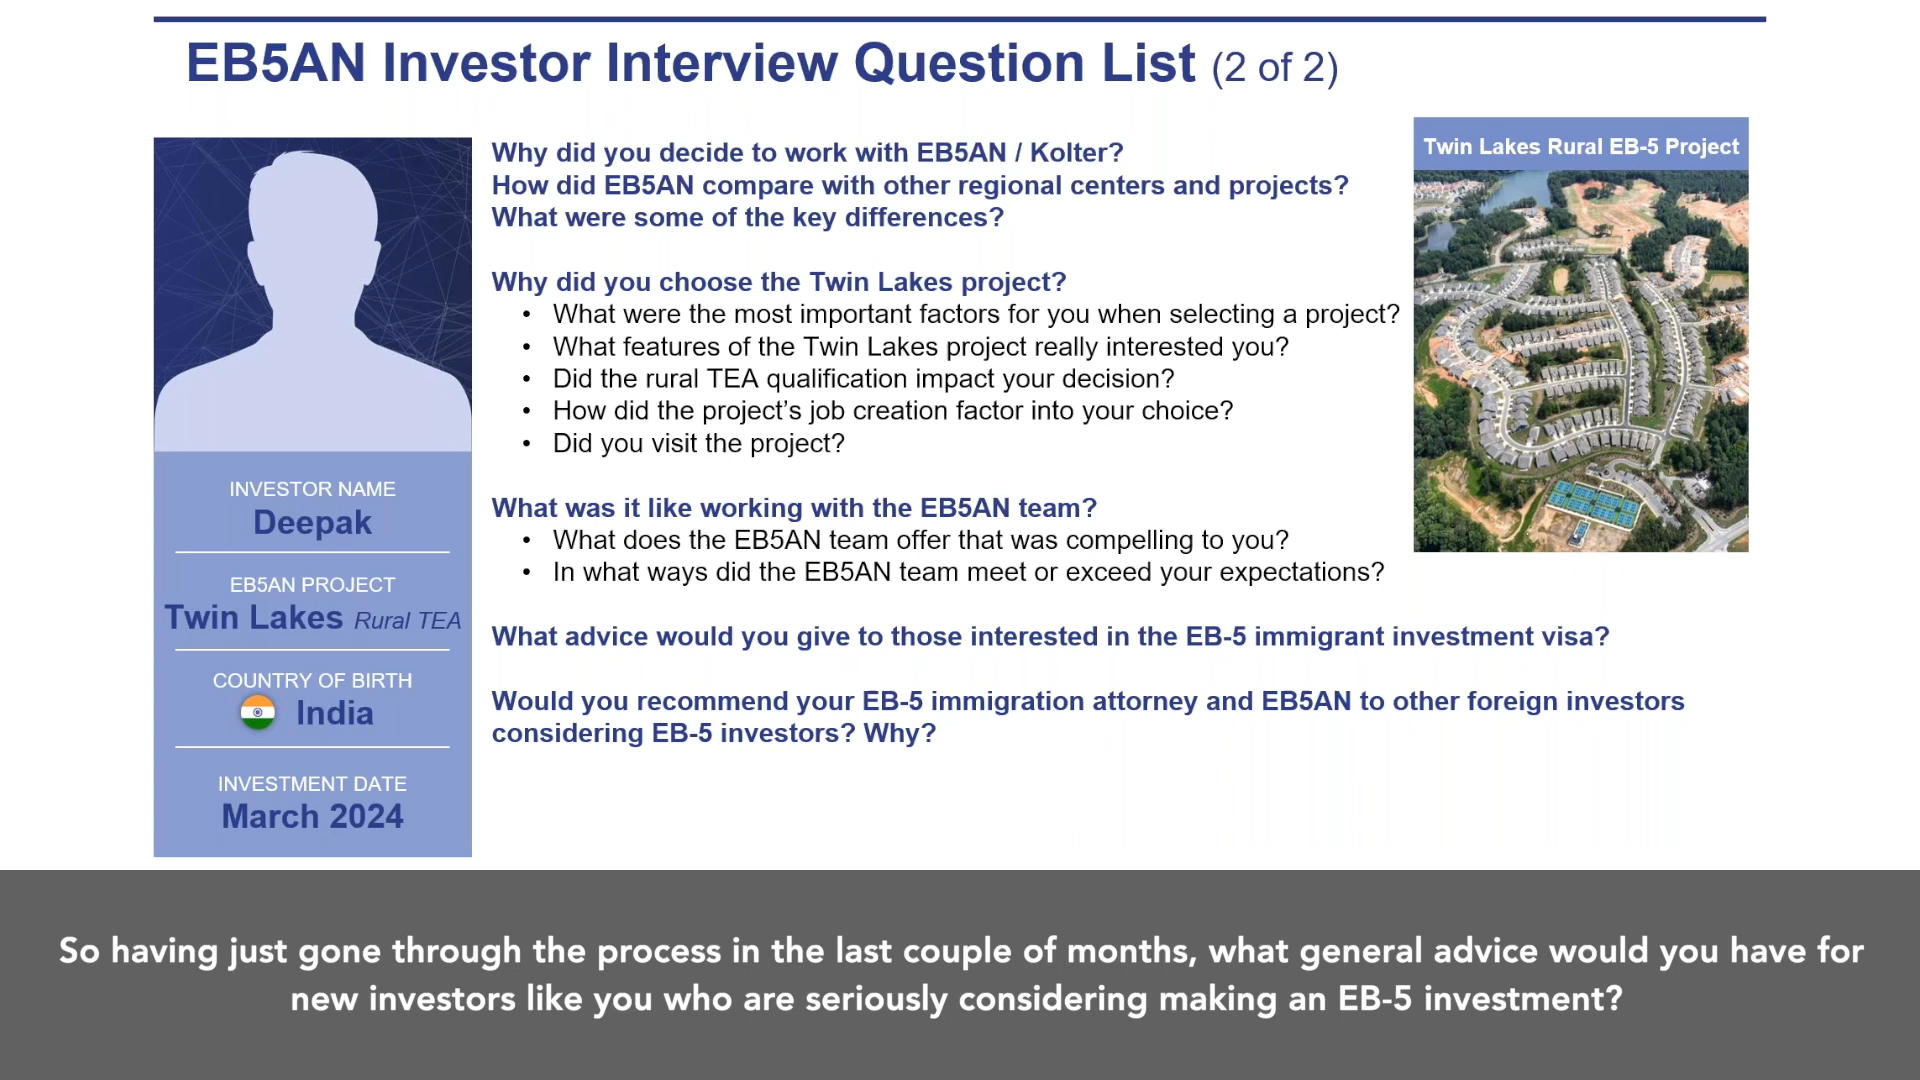 EB5AN Investor Interview Question List (2 of 2)
INVESTOR NAME
Deepak
EB5AN PROJECT
Twin Lakes Rural TEA
COUNTRY OF BIRTH
India
INVESTMENT DATE
March 2024
Why did you decide to work with EB5AN / Kolter?
How did EB5AN compare with other regional centers and projects?
What were some of the key differences?
Why did you choose the Twin Lakes project?
• What were the most important factors for you when selecting a project?
• What features of the Twin Lakes project really interested you?
• Did the rural TEA qualification impact your decision?
• How did the project’s job creation factor into your choice?
• Did you visit the project?
What was it like working with the EB5AN team?
• What does the EB5AN team offer that was compelling to you?
• In what ways did the EB5AN team meet or exceed your expectations?
What advice would you give to those interested in the EB-5 immigrant investment visa?
Would you recommend your EB-5 immigration attorney and EB5AN to other foreign investors
considering EB-5 investors? Why?
Twin Lakes Rural EB-5 Project
So having just gone through the process in the last couple of months, what general advice would you have for
new investors like you who are seriously considering making an EB-5 investment?